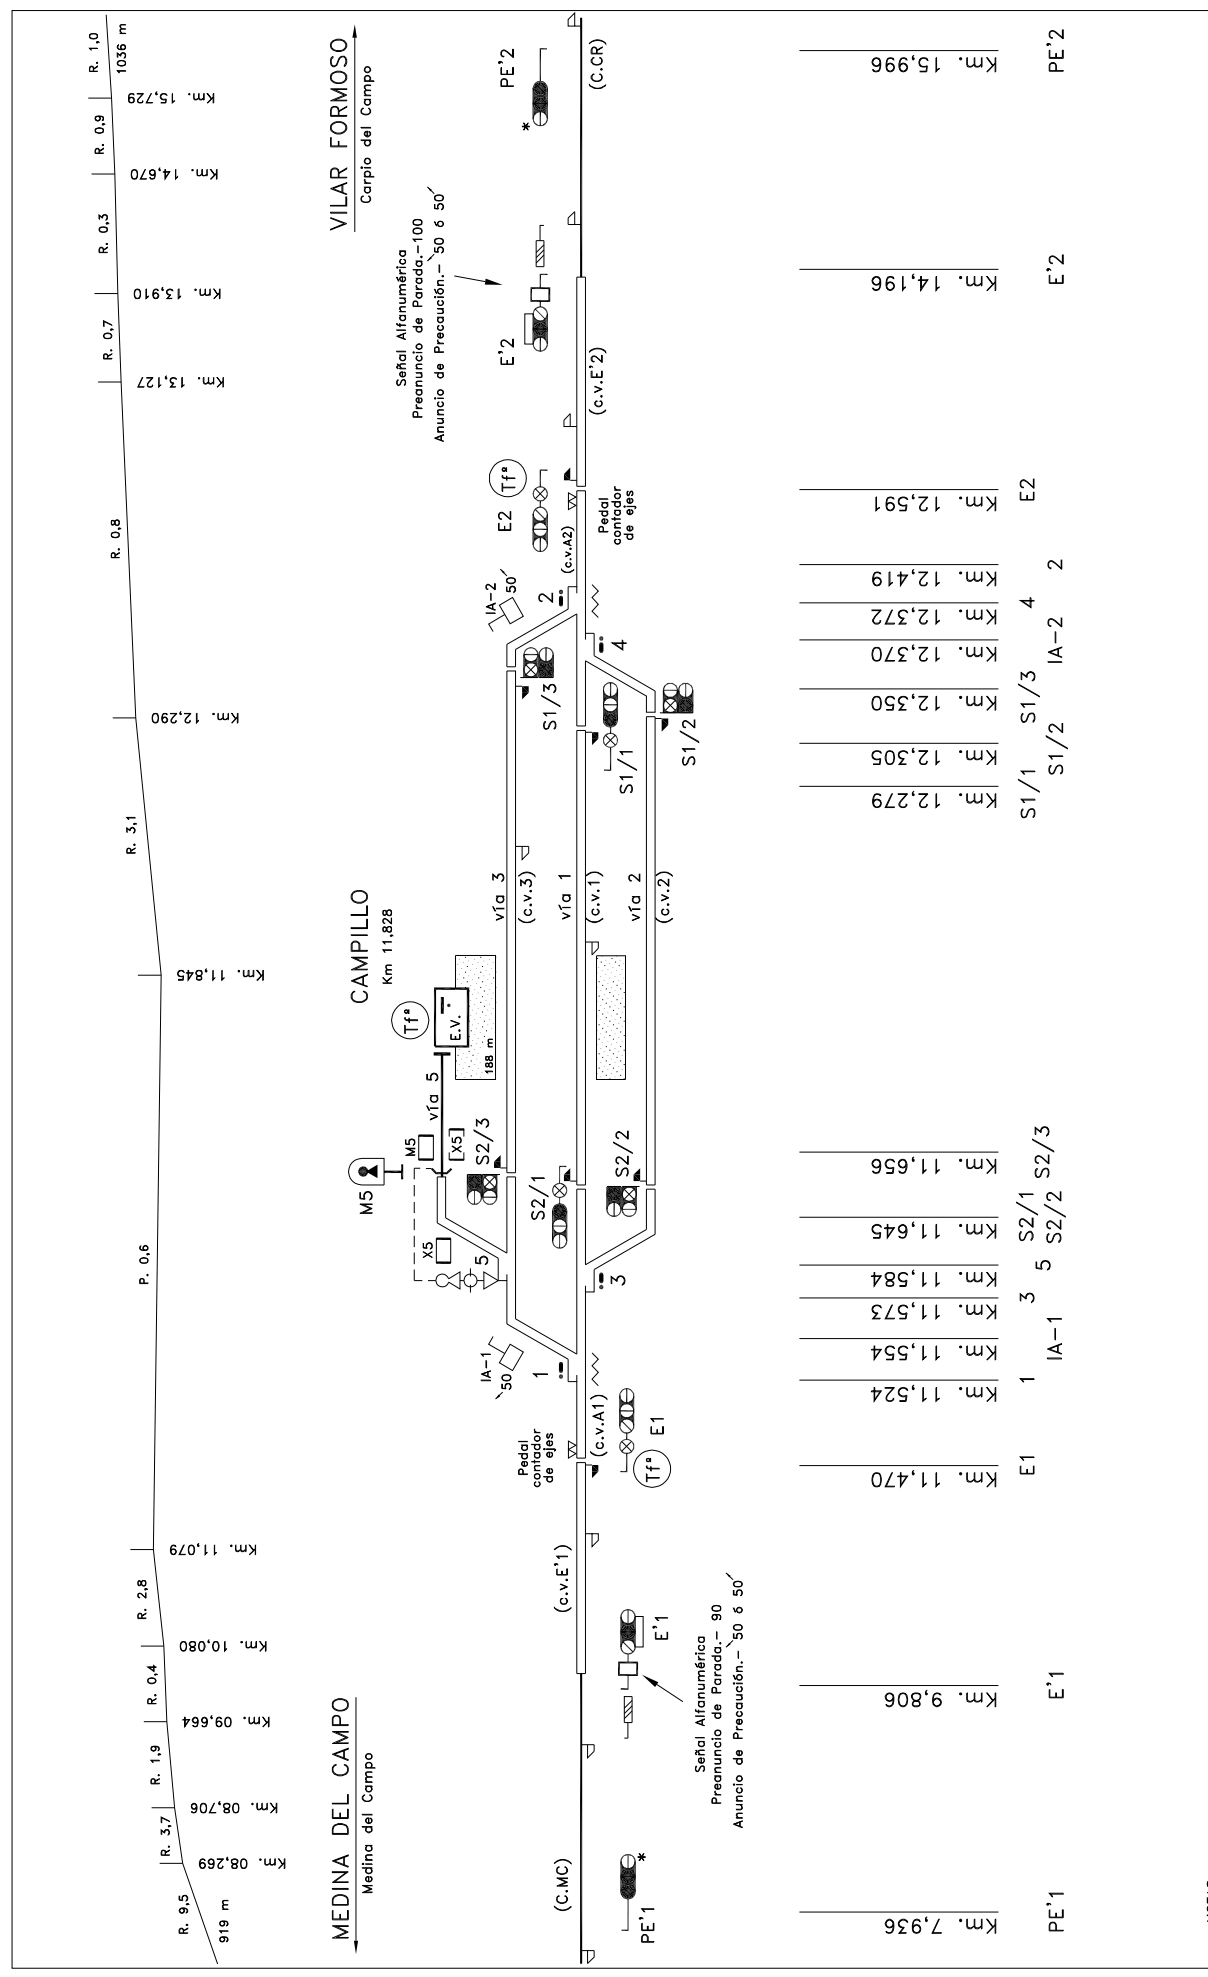 R. 9,5
R. 3,7
R. 1,9
R. 0,4
R. 2,8
P. 0,6
R. 3,1
R. 0,8
R. 0,7
R. 0,3
R. 0,9
R. 1,0
919 m
Km. 08,269
Km. 08,706
Km. 09,664
Km. 10,080
Km. 11,079
Km. 11,845
Km. 12,290
Km. 13,127
Km. 13,910
Km. 14,670
Km. 15,729
1036 m
MEDINA DEL CAMPO
Medina del Campo
CAMPILLO
Km 11,828
VILAR FORMOSO
Carpio del Campo
Señal Alfanumérica
Preanuncio de Parada.-100
Anuncio de Precaución.- 50 ó 50'
M5
Tfª
E.V.
188 m
vía 5
M5
[X5]
X5
5
IA-1
'50'
IA-2
50'
1
2
S2/3
vía 3
(c.v.3)
S1/3
E2
Tfª
(c.v.A2)
E'2
PE'2
*
Pedal
contador
de ejes
(C.MC)
(c.v.E'1)
(c.v.A1)
S2/1
vía 1
(c.v.1)
S1/1
Pedal
contador
de ejes
(c.v.E'2)
(C.CR)
3
4
S2/2
vía 2
(c.v.2)
S1/2
PE'1
*
E'1
Tfª
E1
Señal Alfanumérica
Preanuncio de Parada.- 90
Anuncio de Precaución.- 50 ó 50'
Km. 7,936
Km. 9,806
Km. 11,470
Km. 11,524
Km. 11,554
Km. 11,573
Km. 11,584
Km. 11,645
Km. 11,656
Km. 12,279
Km. 12,305
Km. 12,350
Km. 12,370
Km. 12,372
Km. 12,419
Km. 12,591
Km. 14,196
Km. 15,996
PE'1
E'1
E1
1
IA-1
3
5
S2/1
S2/2
S2/3
S1/1
S1/2
S1/3
IA-2
4
2
E2
E'2
PE'2